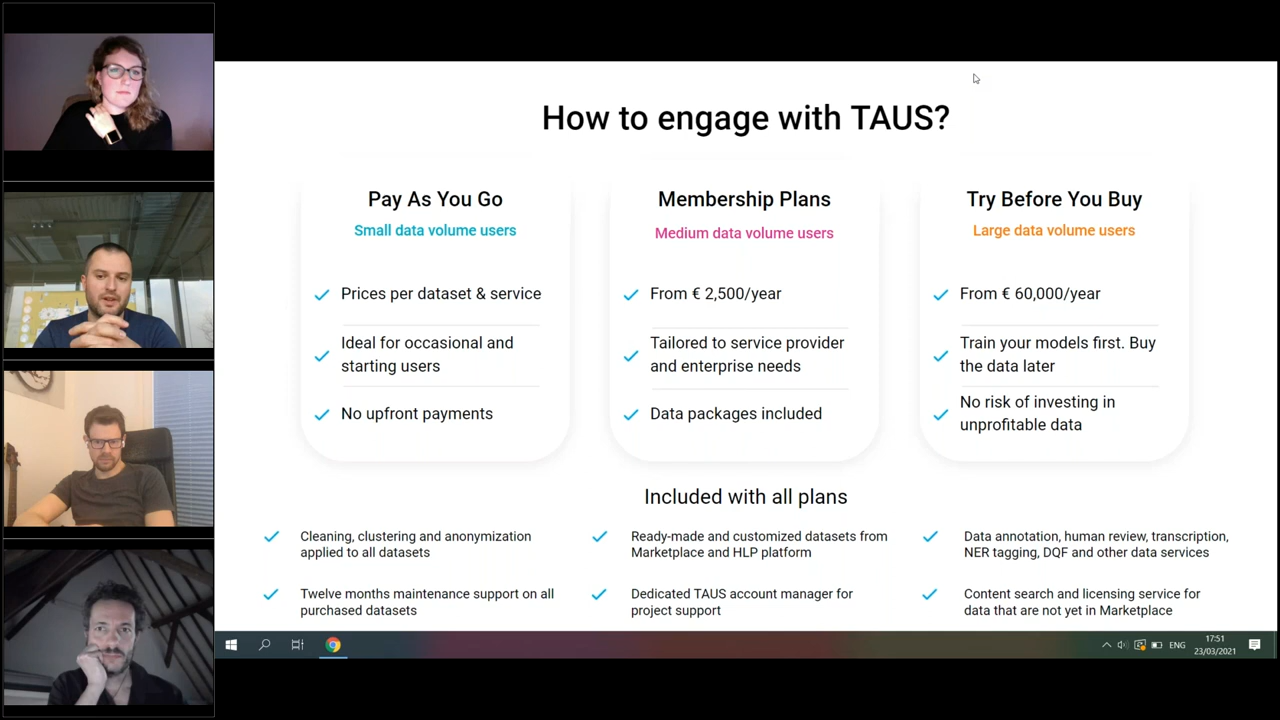 How to engage with TAUS?
Pay As You Go
Small data volume users
Prices per dataset & service
Ideal for occasional and
starting users
No upfront payments
Membership Plans
Medium data volume users
From € 2,500/year
Tailored to service provider
and enterprise needs
Data packages included
Try Before You Buy
Large data volume users
From € 60,000/year
Train your models first. Buy
the data later
No risk of investing in
unprofitable data
Included with all plans
Cleaning, clustering and anonymization
applied to all datasets
Ready-made and customized datasets from
Marketplace and HLP platform
Data annotation, human review, transcription,
NER tagging, DQF and other data services
Twelve months maintenance support on all
purchased datasets
Dedicated TAUS account manager for
project support
Content search and licensing service for
data that are not yet in Marketplace
ENG
17:51
23/03/2021